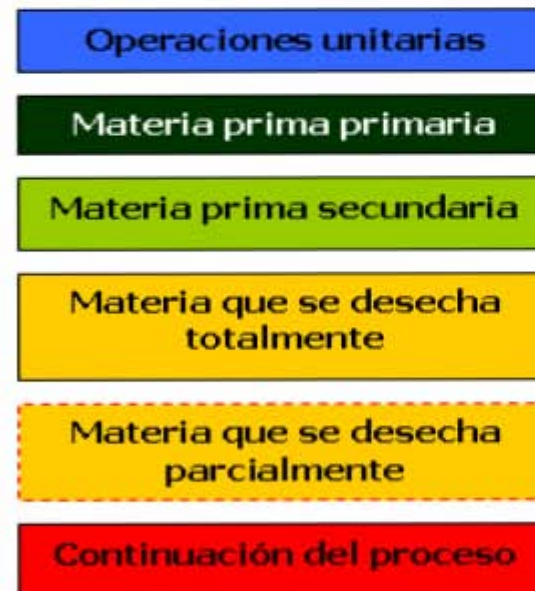 Operaciones unitarias
Materia prima primaria
Materia prima secundaria
Materia que se desecha
totalmente
Materia que se desecha
parcialmente
Continuación del proceso